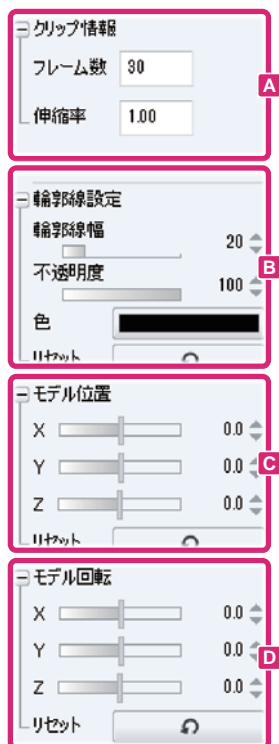 クリップ情報
フレーム数 30
A
伸縮率 1.00
輪郭線設定
輪郭線幅
20
B
不透明度
100
色
リセット
モデル位置
X 0.0
Y 0.0
C
Z 0.0
リセット
モデル回転
X 0.0
Y 0.0
D
Z 0.0
リセット